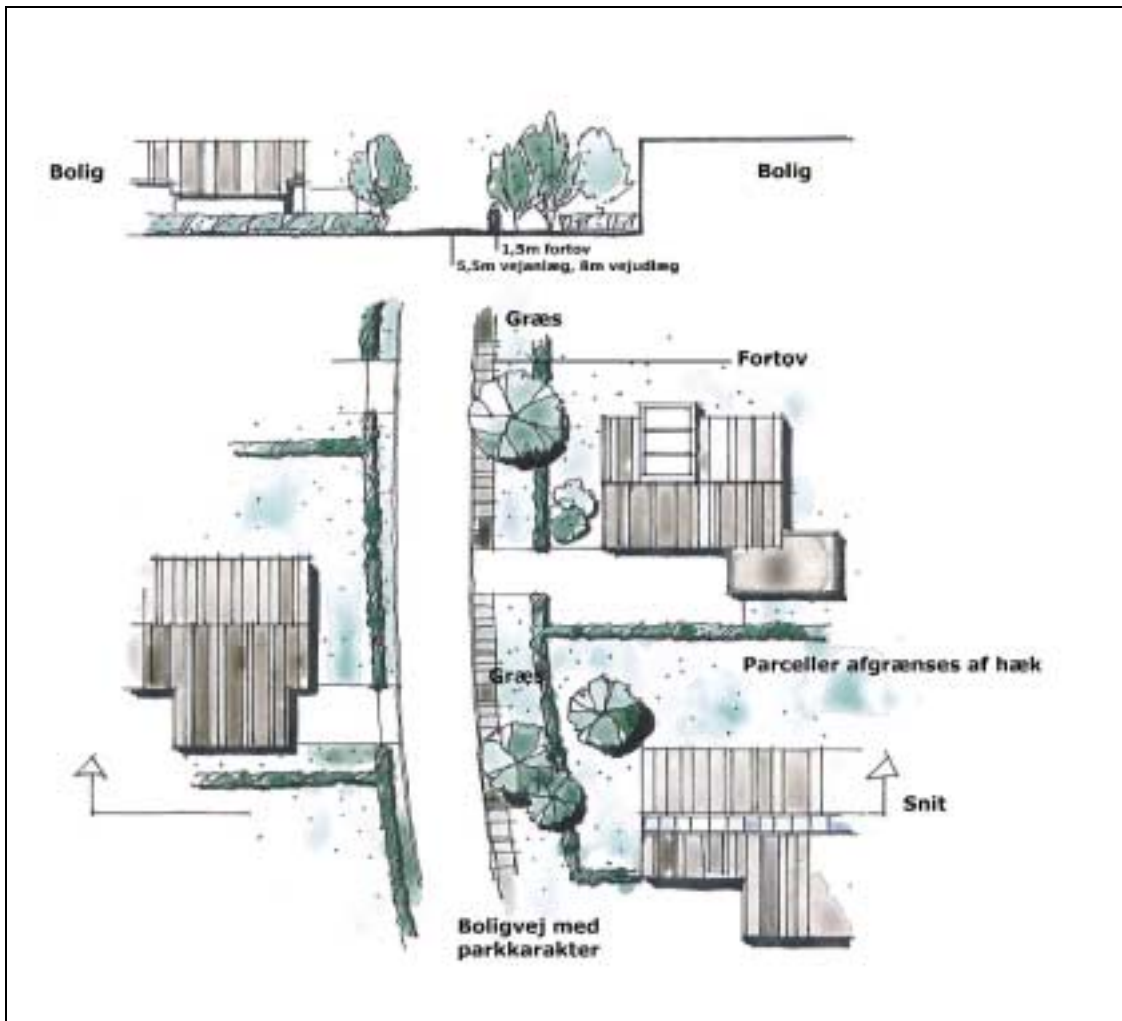 Bolig
Bolig
1,5m fortov
5,5m vejanlæg, 8m vejudlæg
Græs
Fortov
Parceller afgrænses af hæk
Græs
Snit
Boligvej med
parkkarakter